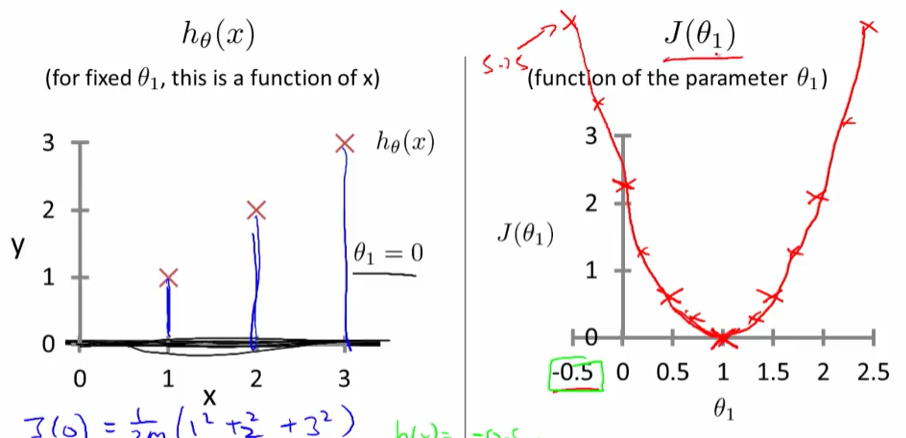 hθ(x)
(for fixed θ₁, this is a function of x)
3
2
1
0
y
0 1 2 3
x
hθ(x)
θ₁ = 0
J(0) = 1/2m (1² + 2² + 3²)
J(θ₁)
(function of the parameter θ₁)
5.25
3
2
1
0
J(θ₁)
-0.5 0 0.5 1 1.5 2 2.5
θ₁
h(x) = -0.5